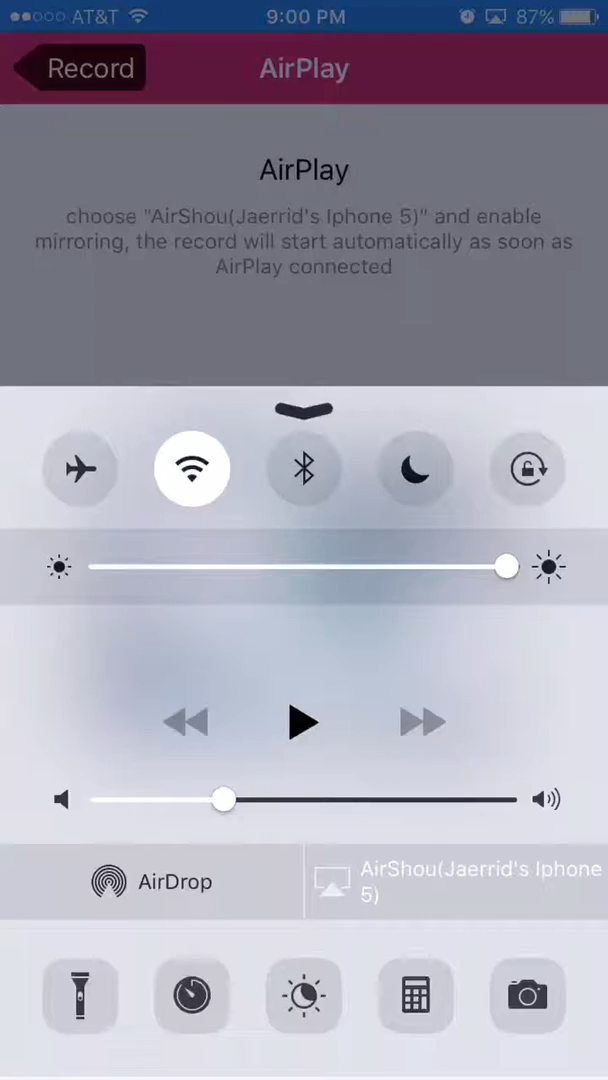 AT&T 9:00 PM 87%
Record AirPlay
AirPlay
choose "AirShou(Jaerrid's Iphone 5)" and enable
mirroring, the record will start automatically as soon as
AirPlay connected
AirDrop
AirShou(Jaerrid's Iphone
5)